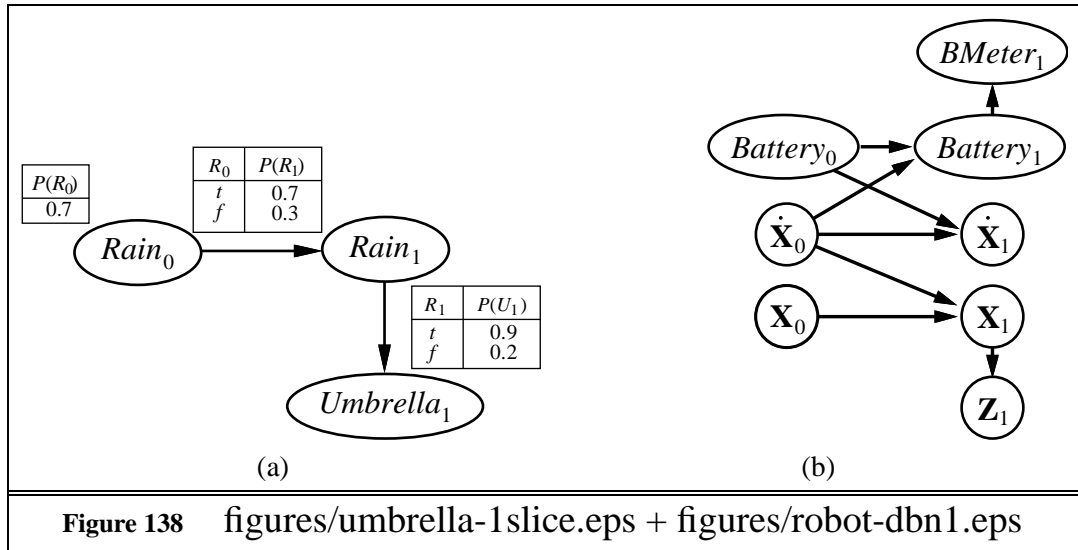 P(R₀)
0.7
R₀ P(R₁)
t 0.7
f 0.3
Rain₀
Rain₁
R₁ P(U₁)
t 0.9
f 0.2
Umbrella₁
(a)
BMeter₁
Battery₀
Battery₁
Ẋ₀
Ẋ₁
X₀
X₁
Z₁
(b)
Figure 138 figures/umbrella-1slice.eps + figures/robot-dbn1.eps